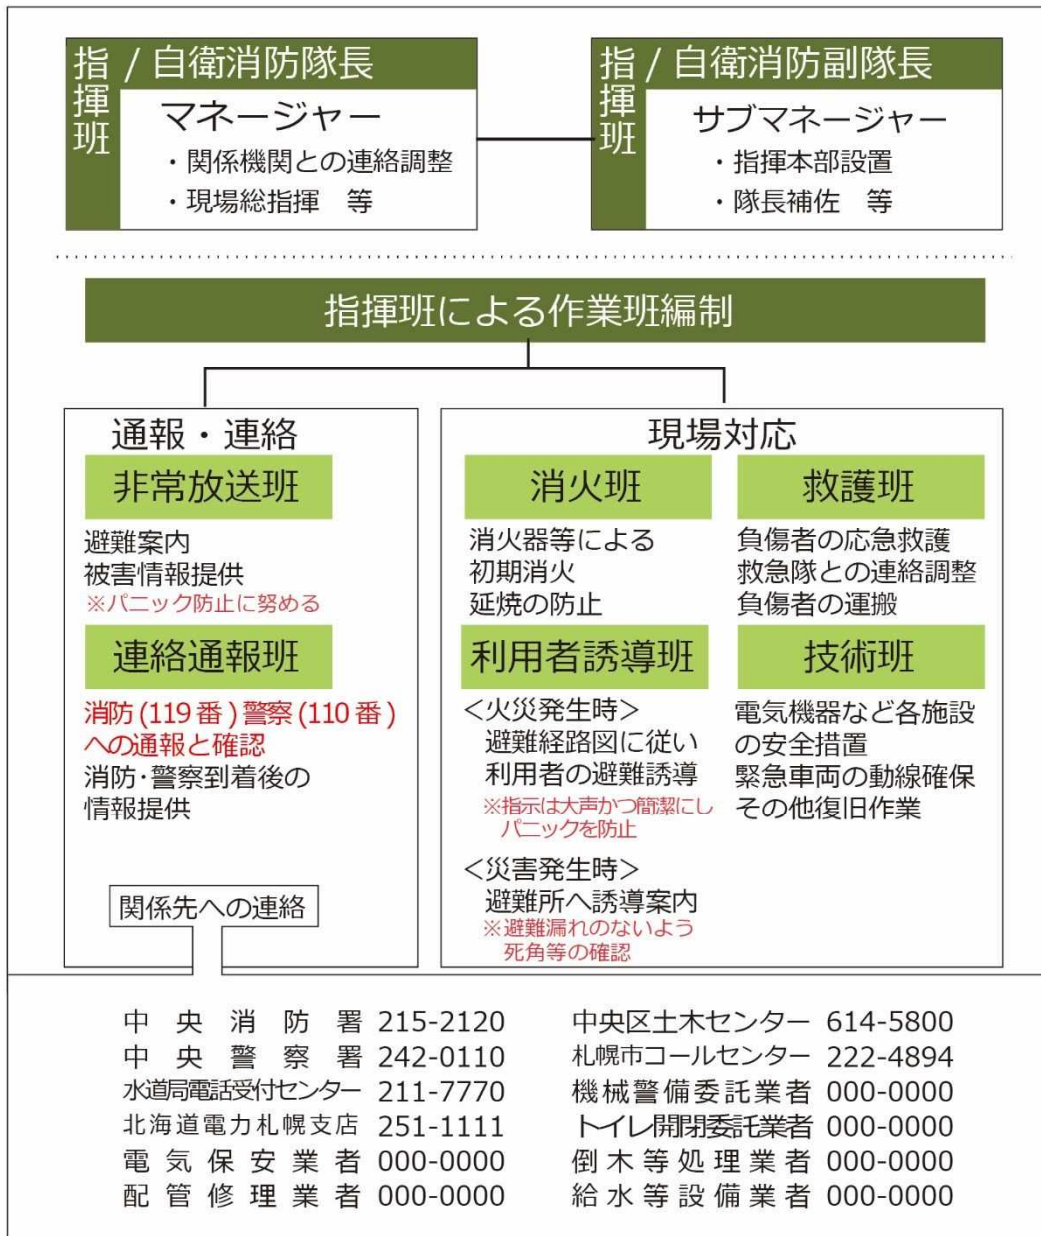 指揮班 / 自衛消防隊長
マネージャー
・関係機関との連絡調整
・現場総指揮 等
指揮班 / 自衛消防副隊長
サブマネージャー
・指揮本部設置
・隊長補佐 等
指揮班による作業班編制
通報・連絡
非常放送班
避難案内
被害情報提供
※パニック防止に努める
連絡通報班
消防(119番)警察(110番)
への通報と確認
消防・警察到着後の
情報提供
関係先への連絡
現場対応
消火班
消火器等による
初期消火
延焼の防止
救護班
負傷者の応急救護
救急隊との連絡調整
負傷者の運搬
利用者誘導班
<火災発生時>
避難経路図に従い
利用者の避難誘導
※指示は大声かつ簡潔にし
パニックを防止
<災害発生時>
避難所へ誘導案内
※避難漏れのないよう
死角等の確認
技術班
電気機器など各施設
の安全措置
緊急車両の動線確保
その他復旧作業
中央消防署 215-2120
中央警察署 242-0110
水道局電話受付センター 211-7770
北海道電力札幌支店 251-1111
電気保安業者 000-0000
配管修理業者 000-0000
中央区土木センター 614-5800
札幌市コールセンター 222-4894
機械警備委託業者 000-0000
トイレ開閉委託業者 000-0000
倒木等処理業者 000-0000
給水等設備業者 000-0000